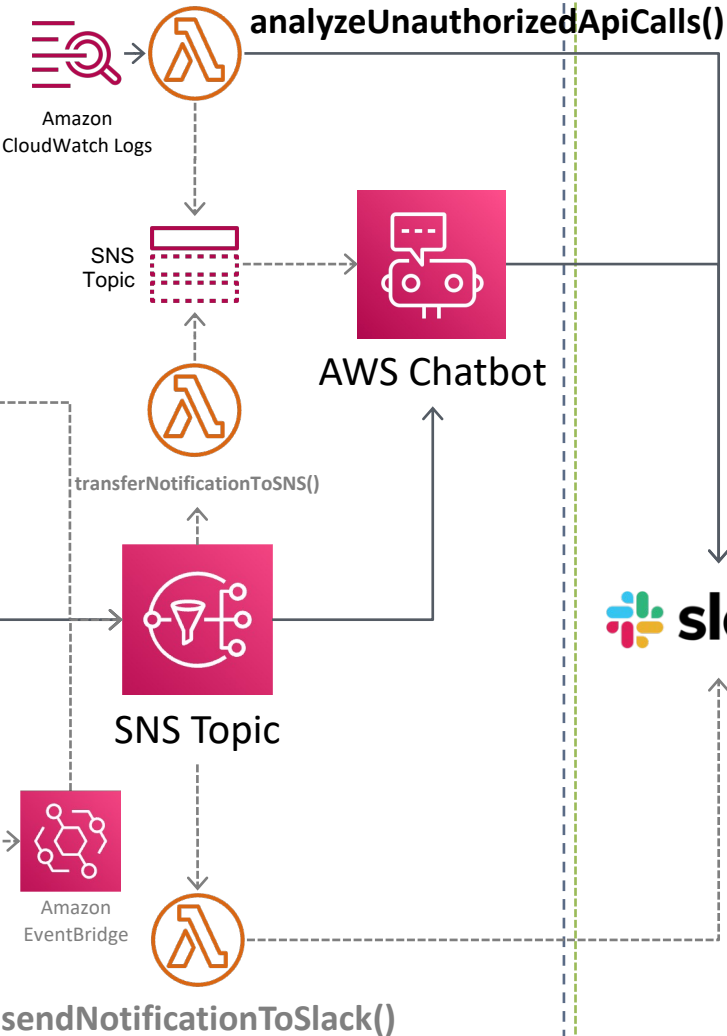 analyzeUnauthorizedApiCalls()
Amazon
CloudWatch Logs
SNS
Topic
AWS Chatbot
transferNotificationToSNS()
SNS Topic
Amazon
EventBridge
sendNotificationToSlack()